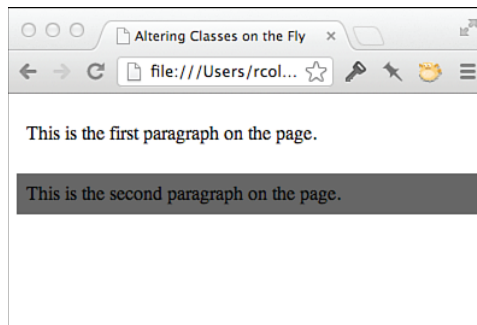 Altering Classes on the Fly
file:///Users/rcol...
This is the first paragraph on the page.
This is the second paragraph on the page.